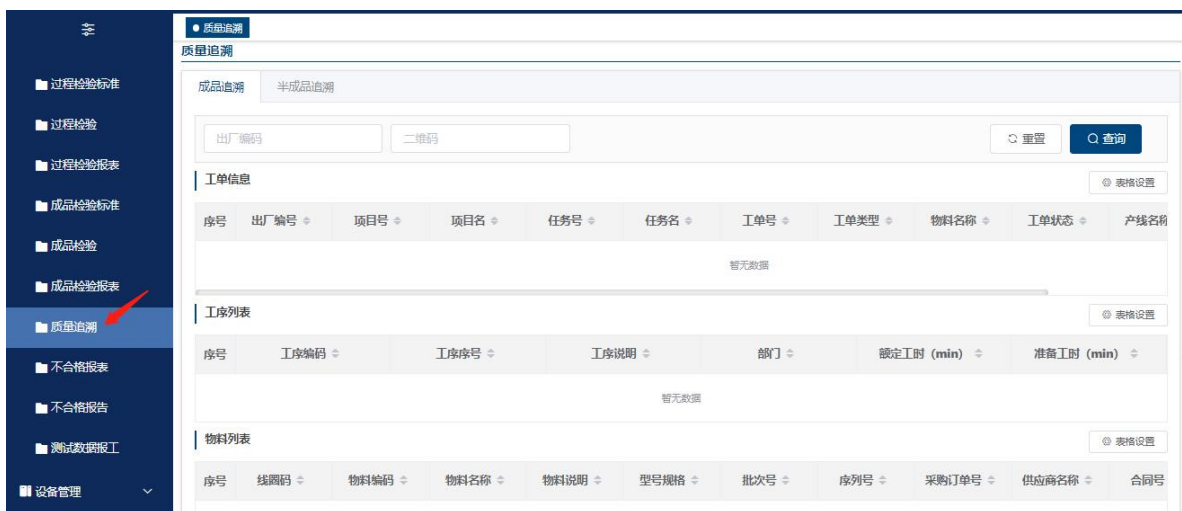 质量追溯
质量追溯
过程检验标准
过程检验
过程检验报表
成品检验标准
成品检验
成品检验报表
质量追溯
不合格报表
不合格报告
测试数据报工
设备管理
成品追溯 半成品追溯
出厂编码 二维码 重置 查询
工单信息 表格设置
序号 出厂编号 项目号 项目名 任务号 任务名 工单号 工单类型 物料名称 工单状态 产线名称
暂无数据
工序列表 表格设置
序号 工序编码 工序序号 工序说明 部门 额定工时 (min) 准备工时 (min)
暂无数据
物料列表 表格设置
序号 线圈码 物料编码 物料名称 物料说明 型号规格 批次号 序列号 采购订单号 供应商名称 合同号